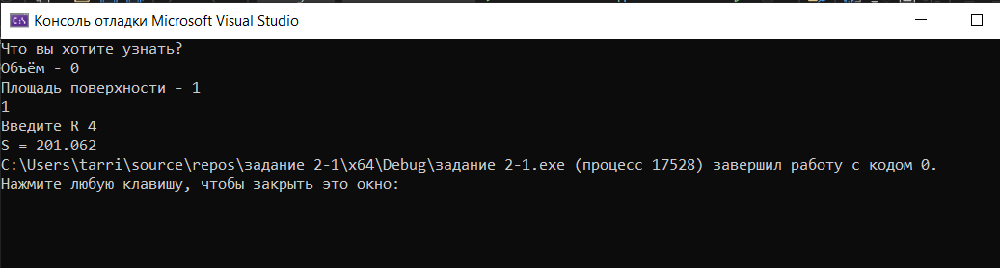 Консоль отладки Microsoft Visual Studio
Что вы хотите узнать?
Объём - 0
Площадь поверхности - 1
1
Введите R 4
S = 201.062
C:\Users\tarri\source\repos\задание 2-1\x64\Debug\задание 2-1.exe (процесс 17528) завершил работу с кодом 0.
Нажмите любую клавишу, чтобы закрыть это окно: